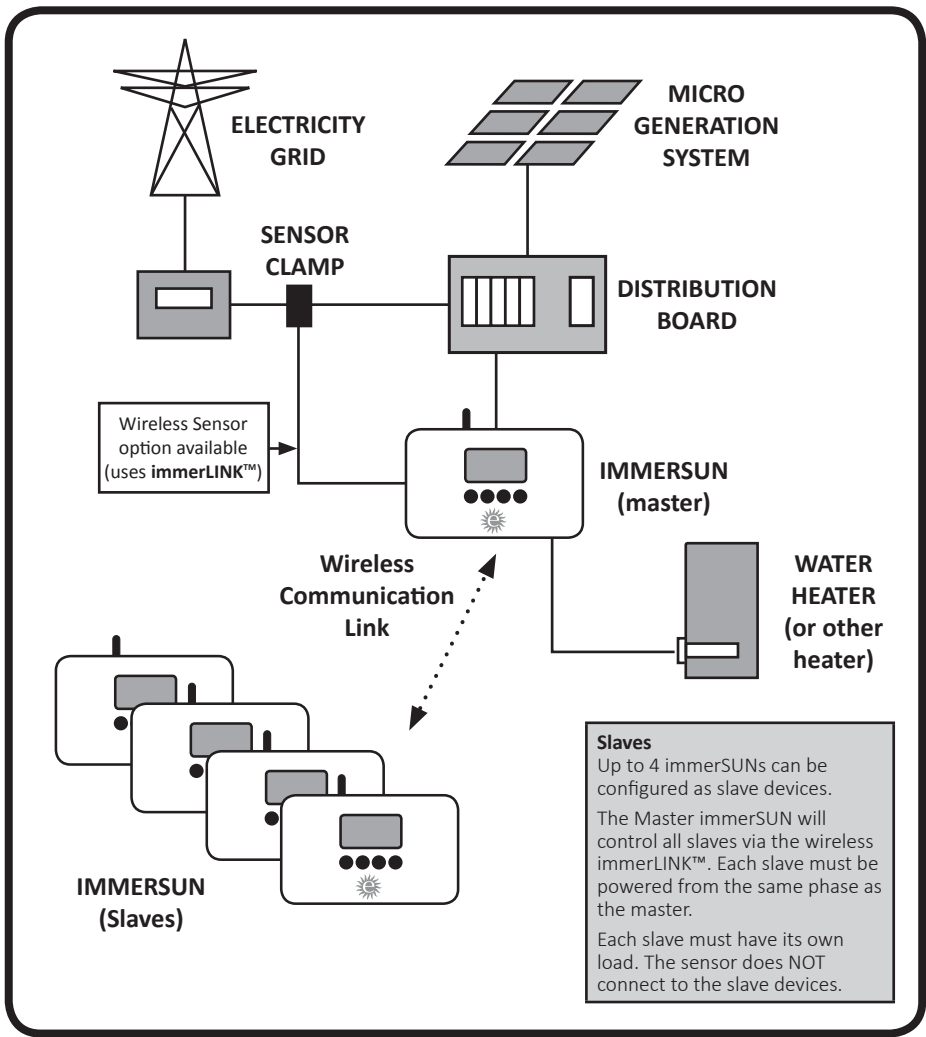 ELECTRICITY
GRID
MICRO
GENERATION
SYSTEM
SENSOR
CLAMP
DISTRIBUTION
BOARD
Wireless Sensor
option available
(uses immerLINK™)
IMMERSUN
(master)
Wireless
Communication
Link
WATER
HEATER
(or other
heater)
IMMERSUN
(Slaves)
Slaves
Up to 4 immerSUNs can be
configured as slave devices.
The Master immerSUN will
control all slaves via the wireless
immerLINK™. Each slave must be
powered from the same phase as
the master.
Each slave must have its own
load. The sensor does NOT
connect to the slave devices.
e
e